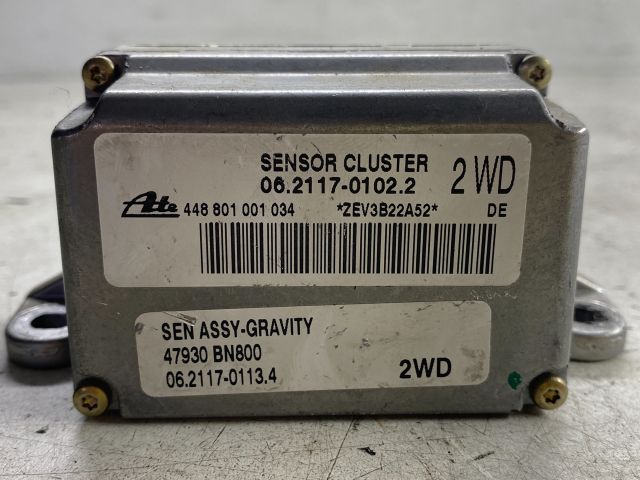 SENSOR CLUSTER
06.2117-0102.2 2 WD
Ate 448 801 001 034 *ZEV3B22A52* DE
SEN ASSY-GRAVITY
47930 BN800
06.2117-0113.4 2WD